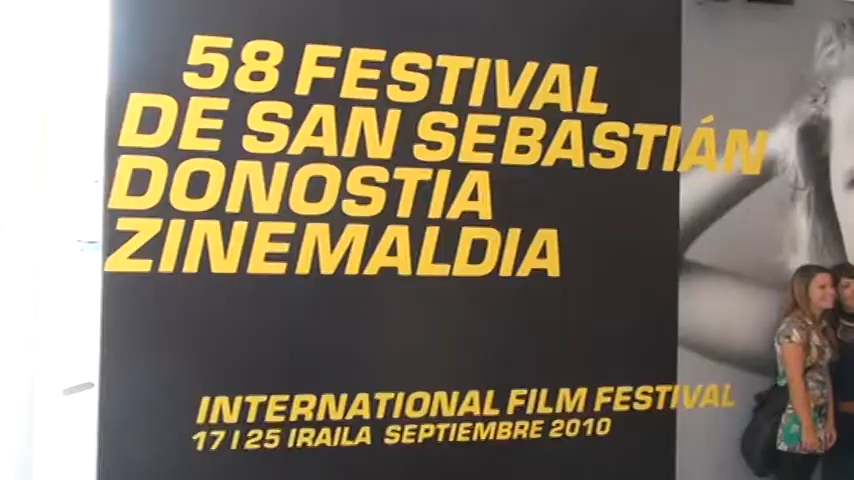 58 FESTIVAL
DE SAN SEBASTIÁN
DONOSTIA
ZINEMALDIA
INTERNATIONAL FILM FESTIVAL
17 I 25 IRAILA SEPTIEMBRE 2010